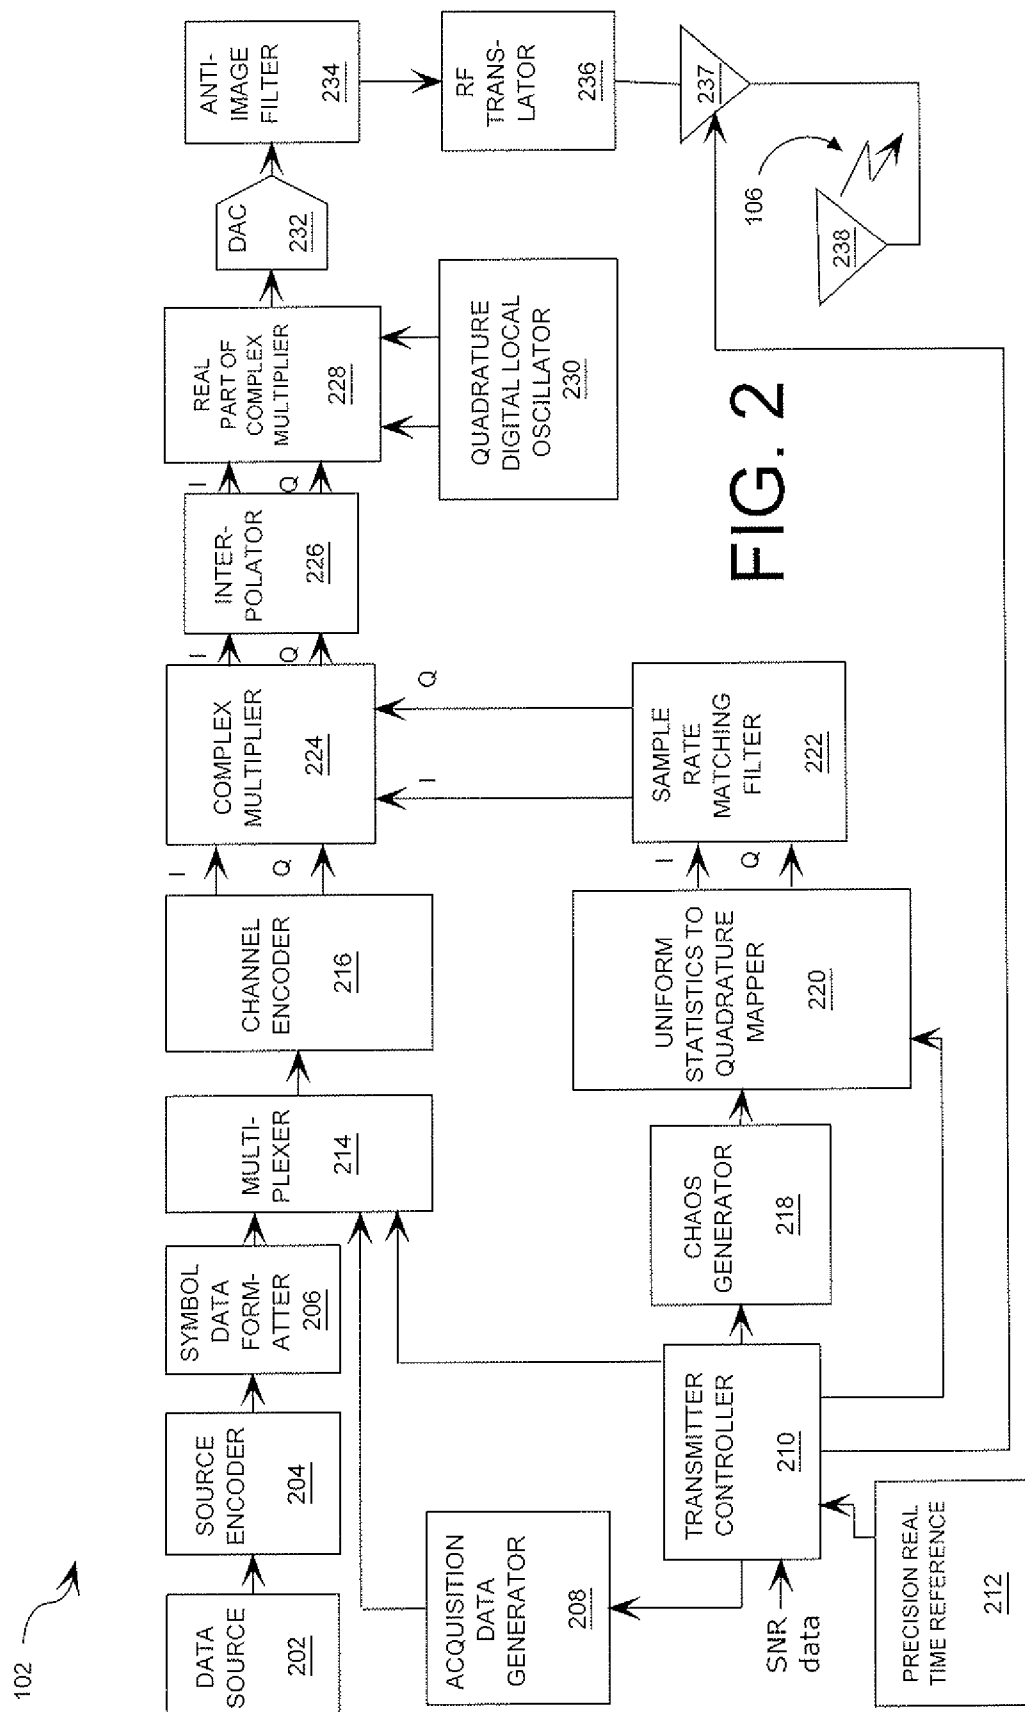 102
DATA
SOURCE
202
SOURCE
ENCODER
204
SYMBOL
DATA
FORM-
ATTER
206
MULTI-
PLEXER
214
CHANNEL
ENCODER
216
I
Q
COMPLEX
MULTIPLIER
224
I
Q
INTER-
POLATOR
226
I
Q
REAL
PART OF
COMPLEX
MULTIPLIER
228
DAC
232
ANTI-
IMAGE
FILTER
234
RF
TRANS-
LATOR
236
237
238
106
QUADRATURE
DIGITAL LOCAL
OSCILLATOR
230
ACQUISITION
DATA
GENERATOR
208
TRANSMITTER
CONTROLLER
210
SNR
data
PRECISION REAL
TIME REFERENCE
212
CHAOS
GENERATOR
218
UNIFORM
STATISTICS TO
QUADRATURE
MAPPER
220
I
Q
SAMPLE
RATE
MATCHING
FILTER
222
I
Q
FIG. 2